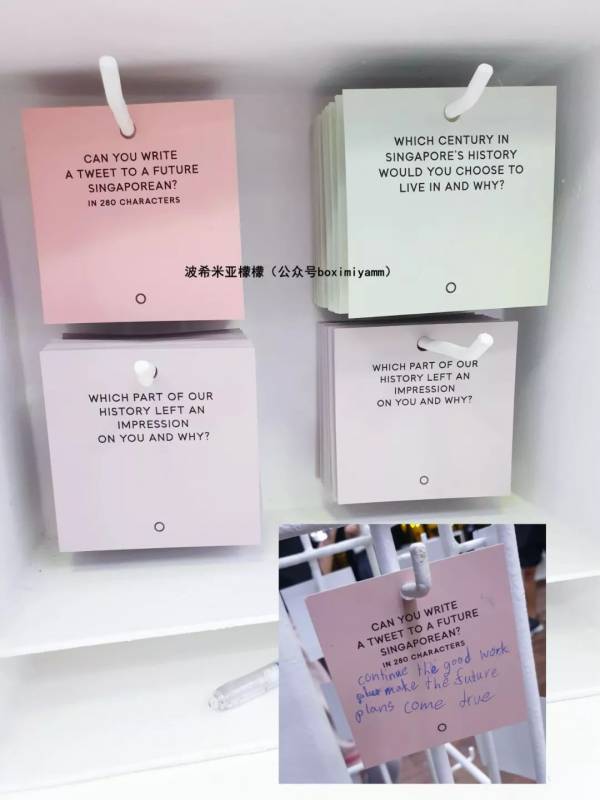 CAN YOU WRITE
A TWEET TO A FUTURE
SINGAPOREAN?
IN 280 CHARACTERS
WHICH CENTURY IN
SINGAPORE'S HISTORY
WOULD YOU CHOOSE TO
LIVE IN AND WHY?
波希米亚檬檬（公众号boximiyamm）
WHICH PART OF OUR
HISTORY LEFT AN
IMPRESSION
ON YOU AND WHY?
WHICH PART OF OUR
HISTORY LEFT AN
IMPRESSION
ON YOU AND WHY?
CAN YOU WRITE
A TWEET TO A FUTURE
SINGAPOREAN?
IN 280 CHARACTERS
continue the good work
make the future
plans come true